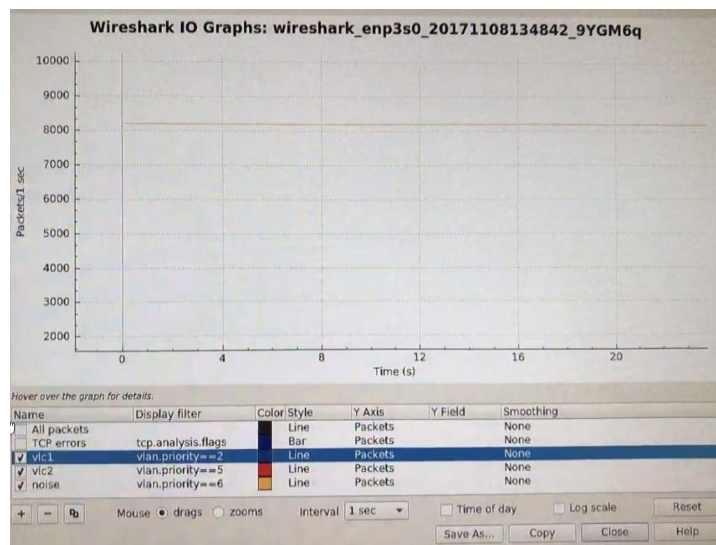 Wireshark IO Graphs: wireshark_enp3s0_20171108134842_9YGM6q
10000
9000
8000
7000
6000
5000
4000
3000
2000
Packets/1 sec
0 4 8 12 16 20
Time (s)
Hover over the graph for details.
Name Display filter Color Style Y Axis Y Field Smoothing
All packets Line Packets None
TCP errors tcp.analysis.flags Bar Packets None
vlc1 vlan.priority==2 Line Packets None
vlc2 vlan.priority==5 Line Packets None
noise vlan.priority==6 Line Packets None
+ − Mouse drags zooms Interval 1 sec Time of day Log scale Reset
Save As... Copy Close Help